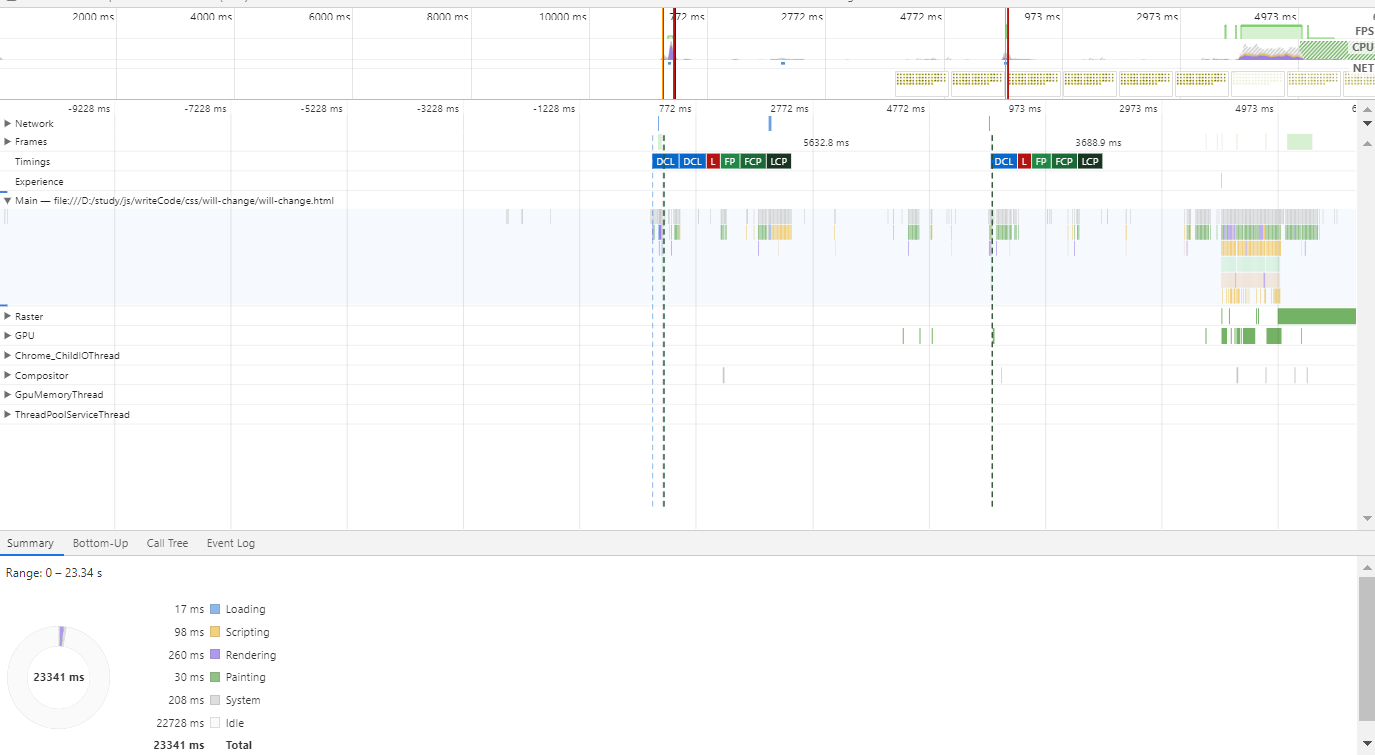 2000 ms 4000 ms 6000 ms 8000 ms 10000 ms 772 ms 2772 ms 4772 ms 973 ms 2973 ms 4973 ms
FPS
CPU
NET
-9228 ms -7228 ms -5228 ms -3228 ms -1228 ms 772 ms 2772 ms 4772 ms 973 ms 2973 ms 4973 ms
Network
Frames 5632.8 ms 3688.9 ms
Timings DCL DCL L FP FCP LCP DCL L FP FCP LCP
Experience
Main — file:///D:/study/js/writeCode/css/will-change/will-change.html
Raster
GPU
Chrome_ChildIOThread
Compositor
GpuMemoryThread
ThreadPoolServiceThread
Summary Bottom-Up Call Tree Event Log
Range: 0 – 23.34 s
17 ms Loading
98 ms Scripting
260 ms Rendering
23341 ms
30 ms Painting
208 ms System
22728 ms Idle
23341 ms Total